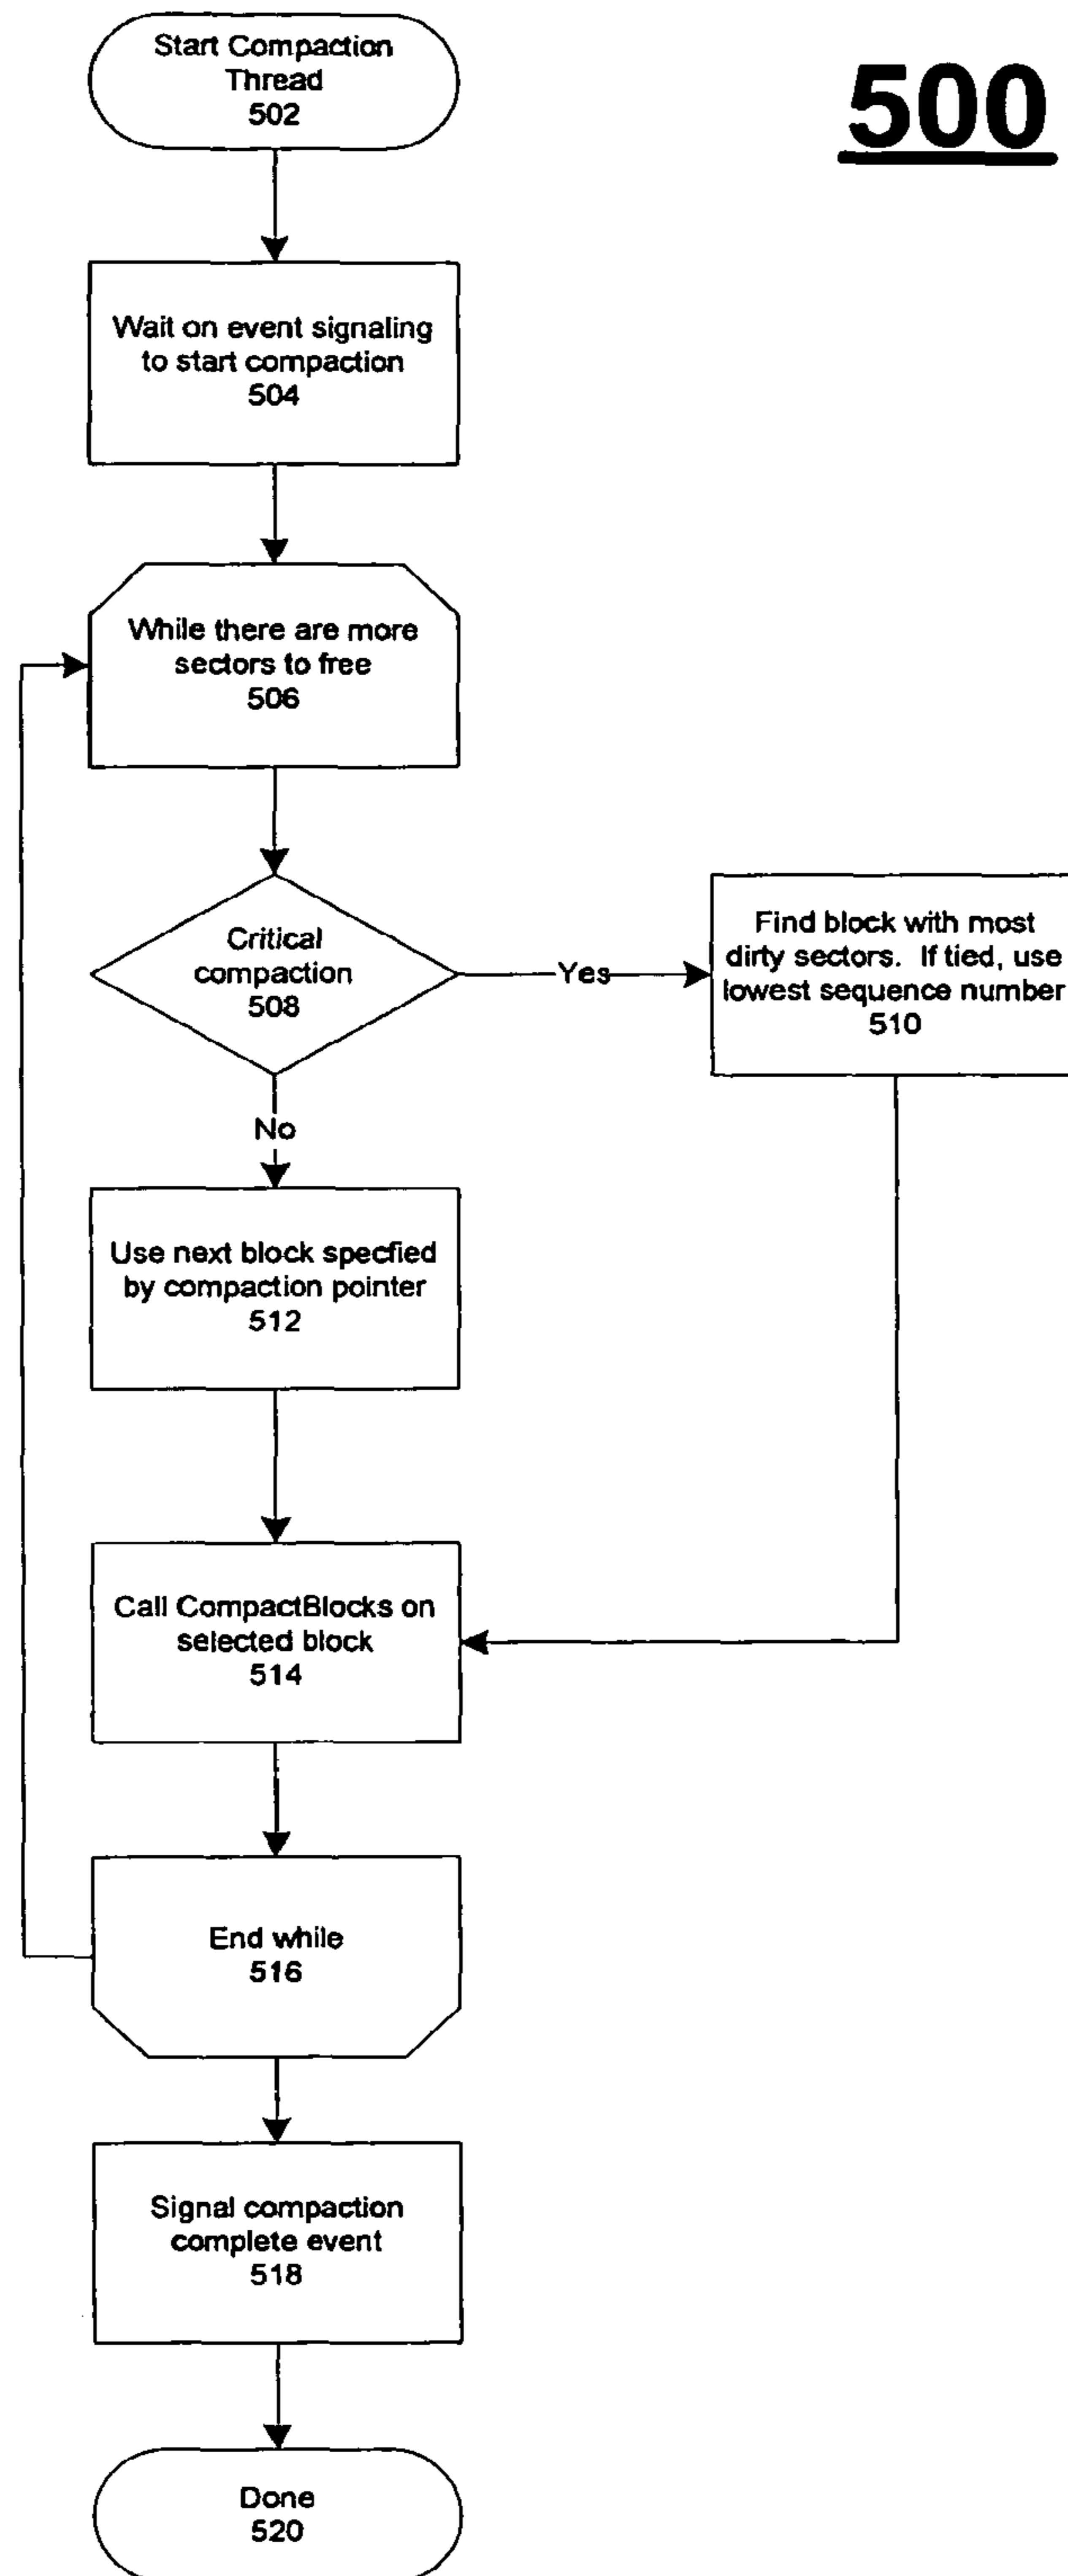 500
Start Compaction
Thread
502
Wait on event signaling
to start compaction
504
While there are more
sectors to free
506
Critical
compaction
508
Yes
Find block with most
dirty sectors. If tied, use
lowest sequence number
510
No
Use next block specfied
by compaction pointer
512
Call CompactBlocks on
selected block
514
End while
516
Signal compaction
complete event
518
Done
520